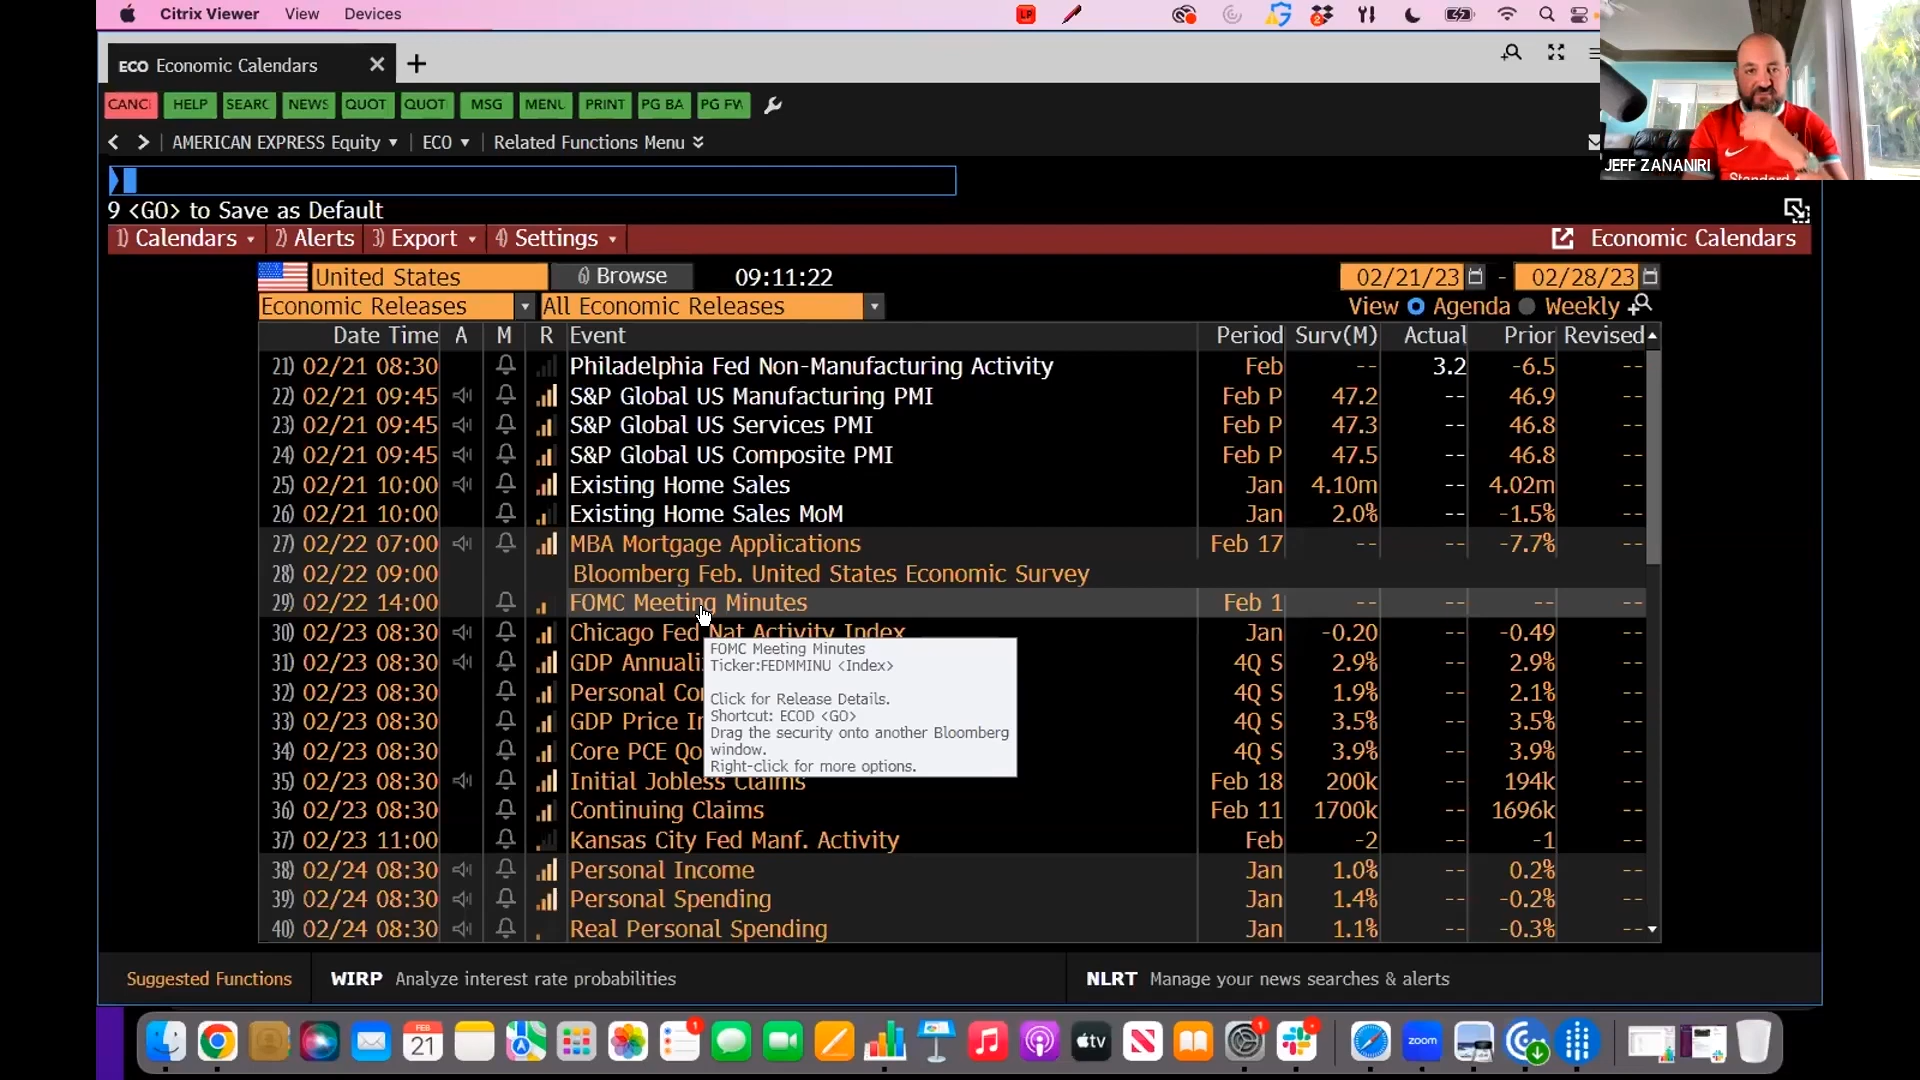 Citrix Viewer View Devices
LP
2
ECO Economic Calendars
CANC HELP SEARC NEWS QUOT QUOT MSG MENU PRINT PG BA PG FW
AMERICAN EXPRESS Equity ECO Related Functions Menu
JEFF ZANANIRI
Standard
9 <GO> to Save as Default
1) Calendars 2) Alerts 3) Export 4) Settings Economic Calendars
United States 6) Browse 09:11:22 02/21/23 - 02/28/23
Economic Releases All Economic Releases View Agenda Weekly
Date Time A M R Event Period Surv(M) Actual Prior Revised
21) 02/21 08:30 Philadelphia Fed Non-Manufacturing Activity Feb -- 3.2 -6.5 --
22) 02/21 09:45 S&P Global US Manufacturing PMI Feb P 47.2 -- 46.9 --
23) 02/21 09:45 S&P Global US Services PMI Feb P 47.3 -- 46.8 --
24) 02/21 09:45 S&P Global US Composite PMI Feb P 47.5 -- 46.8 --
25) 02/21 10:00 Existing Home Sales Jan 4.10m -- 4.02m --
26) 02/21 10:00 Existing Home Sales MoM Jan 2.0% -- -1.5% --
27) 02/22 07:00 MBA Mortgage Applications Feb 17 -- -- -7.7% --
28) 02/22 09:00 Bloomberg Feb. United States Economic Survey
29) 02/22 14:00 FOMC Meeting Minutes Feb 1 -- -- -- --
30) 02/23 08:30 Chicago Fed Nat Activity Index Jan -0.20 -- -0.49 --
31) 02/23 08:30 GDP Annuali 4Q S 2.9% -- 2.9% --
32) 02/23 08:30 Personal Co 4Q S 1.9% -- 2.1% --
33) 02/23 08:30 GDP Price I 4Q S 3.5% -- 3.5% --
34) 02/23 08:30 Core PCE Qo 4Q S 3.9% -- 3.9% --
35) 02/23 08:30 Initial Jobless Claims Feb 18 200k -- 194k --
36) 02/23 08:30 Continuing Claims Feb 11 1700k -- 1696k --
37) 02/23 11:00 Kansas City Fed Manf. Activity Feb -2 -- -1 --
38) 02/24 08:30 Personal Income Jan 1.0% -- 0.2% --
39) 02/24 08:30 Personal Spending Jan 1.4% -- -0.2% --
40) 02/24 08:30 Real Personal Spending Jan 1.1% -- -0.3% --
FOMC Meeting Minutes
Ticker:FEDMMINU <Index>
Click for Release Details.
Shortcut: ECOD <GO>
Drag the security onto another Bloomberg
window.
Right-click for more options.
Suggested Functions WIRP Analyze interest rate probabilities NLRT Manage your news searches & alerts
FEB
21
1
tv
1
zoom